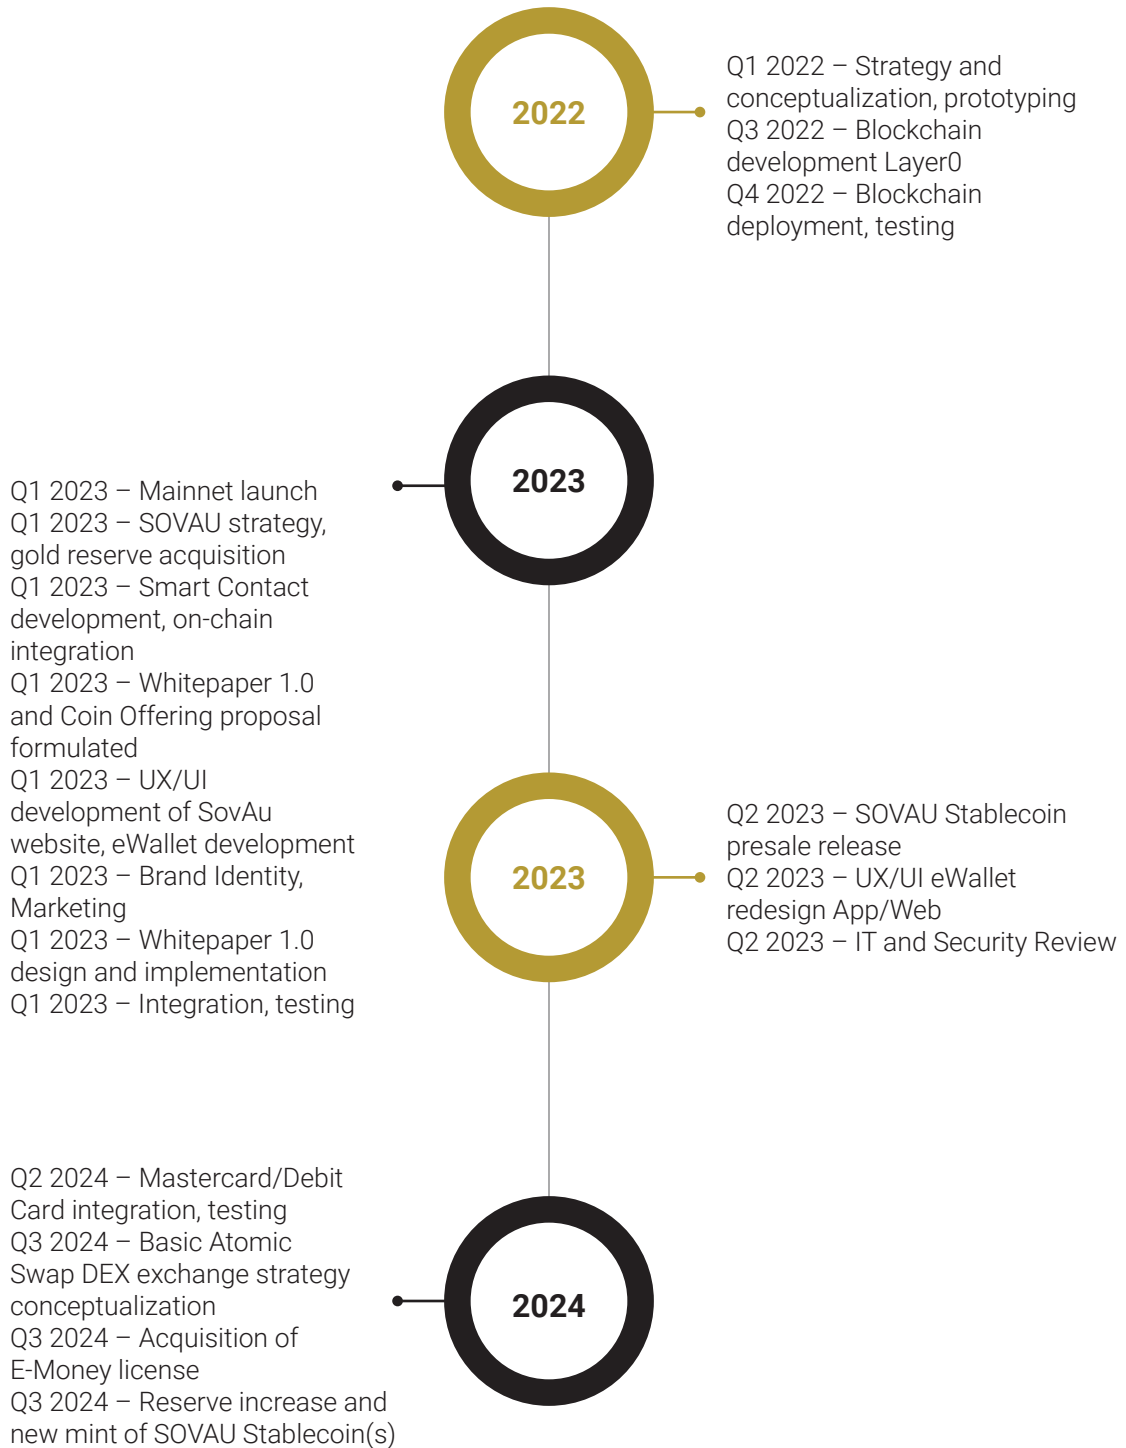 2022
Q1 2022 – Strategy and
conceptualization, prototyping
Q3 2022 – Blockchain
development Layer0
Q4 2022 – Blockchain
deployment, testing
2023
Q1 2023 – Mainnet launch
Q1 2023 – SOVAU strategy,
gold reserve acquisition
Q1 2023 – Smart Contact
development, on-chain
integration
Q1 2023 – Whitepaper 1.0
and Coin Offering proposal
formulated
Q1 2023 – UX/UI
development of SovAu
website, eWallet development
Q1 2023 – Brand Identity,
Marketing
Q1 2023 – Whitepaper 1.0
design and implementation
Q1 2023 – Integration, testing
2023
Q2 2023 – SOVAU Stablecoin
presale release
Q2 2023 – UX/UI eWallet
redesign App/Web
Q2 2023 – IT and Security Review
2024
Q2 2024 – Mastercard/Debit
Card integration, testing
Q3 2024 – Basic Atomic
Swap DEX exchange strategy
conceptualization
Q3 2024 – Acquisition of
E-Money license
Q3 2024 – Reserve increase and
new mint of SOVAU Stablecoin(s)